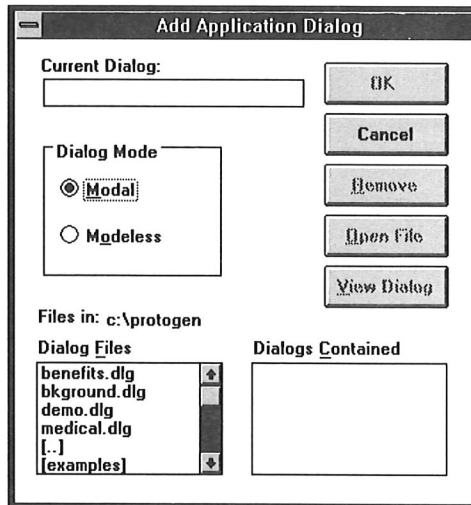 Add Application Dialog
Current Dialog:
OK
Cancel
Dialog Mode
Modal
Modeless
Remove
Open File
View Dialog
Files in: c:\protogen
Dialog Files
Dialogs Contained
benefits.dlg
bkground.dlg
demo.dlg
medical.dlg
[..]
[examples]